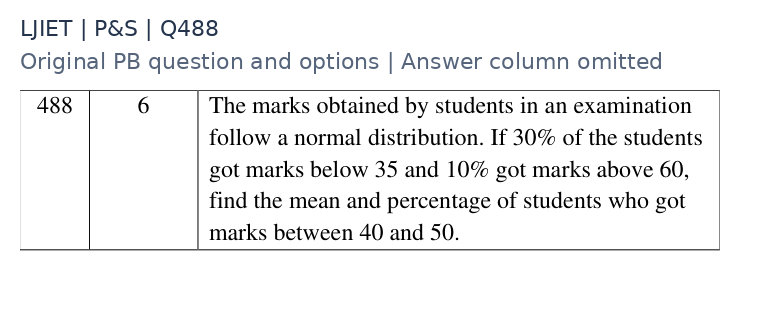 LJIET | P&S | Q488
Original PB question and options | Answer column omitted
488 6 The marks obtained by students in an examination
follow a normal distribution. If 30% of the students
got marks below 35 and 10% got marks above 60,
find the mean and percentage of students who got
marks between 40 and 50.